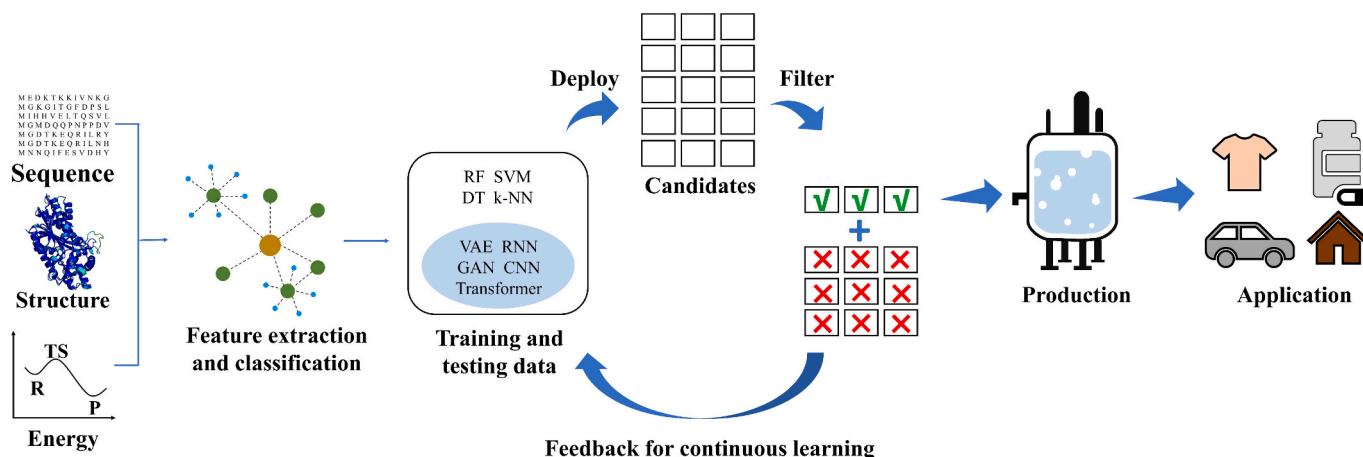 MEDKTKKIVNKG
MGKGITGFDPSL
MIHHVELTQSVL
MGMDQQPNPPDV
MGDTKEQRILRY
MGDTKEQRILNH
MNNQIFESVDHY
Sequence
Structure
TS
R
P
Energy
Feature extraction
and classification
RF SVM
DT k-NN
VAE RNN
GAN CNN
Transformer
Training and
testing data
Deploy
Candidates
Filter
Feedback for continuous learning
Production
Application